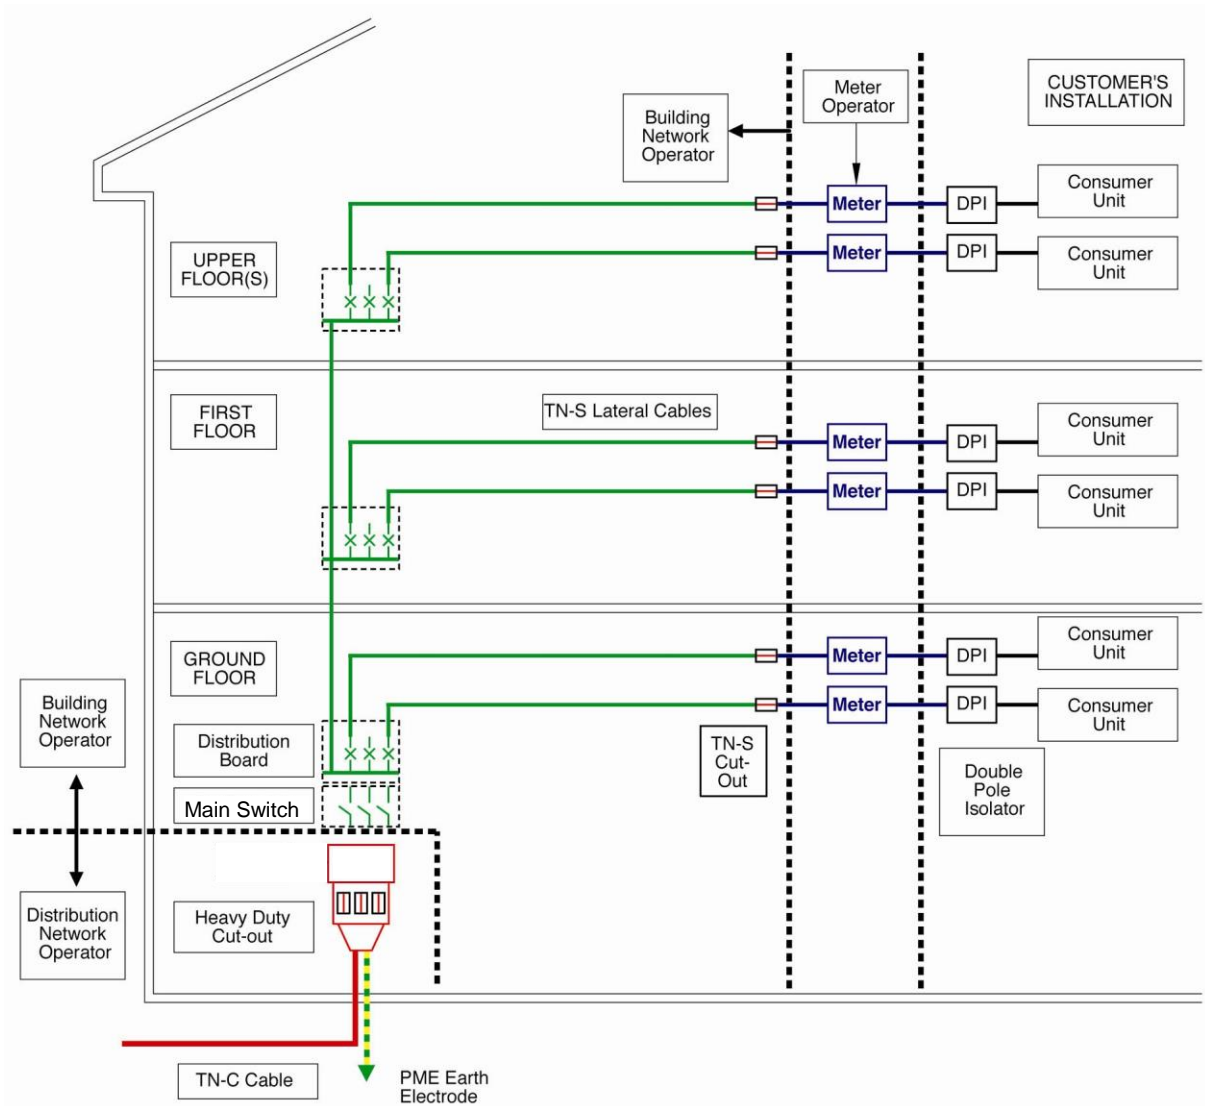 CUSTOMER'S
INSTALLATION
Meter
Operator
Building
Network
Operator
Consumer
Unit
Meter
DPI
Consumer
Unit
Meter
DPI
UPPER
FLOOR(S)
FIRST
FLOOR
TN-S Lateral Cables
Consumer
Unit
Meter
DPI
Consumer
Unit
Meter
DPI
GROUND
FLOOR
Consumer
Unit
Meter
DPI
Consumer
Unit
Meter
DPI
Building
Network
Operator
Distribution
Board
TN-S
Cut-
Out
Double
Pole
Isolator
Main Switch
Distribution
Network
Operator
Heavy Duty
Cut-out
TN-C Cable
PME Earth
Electrode